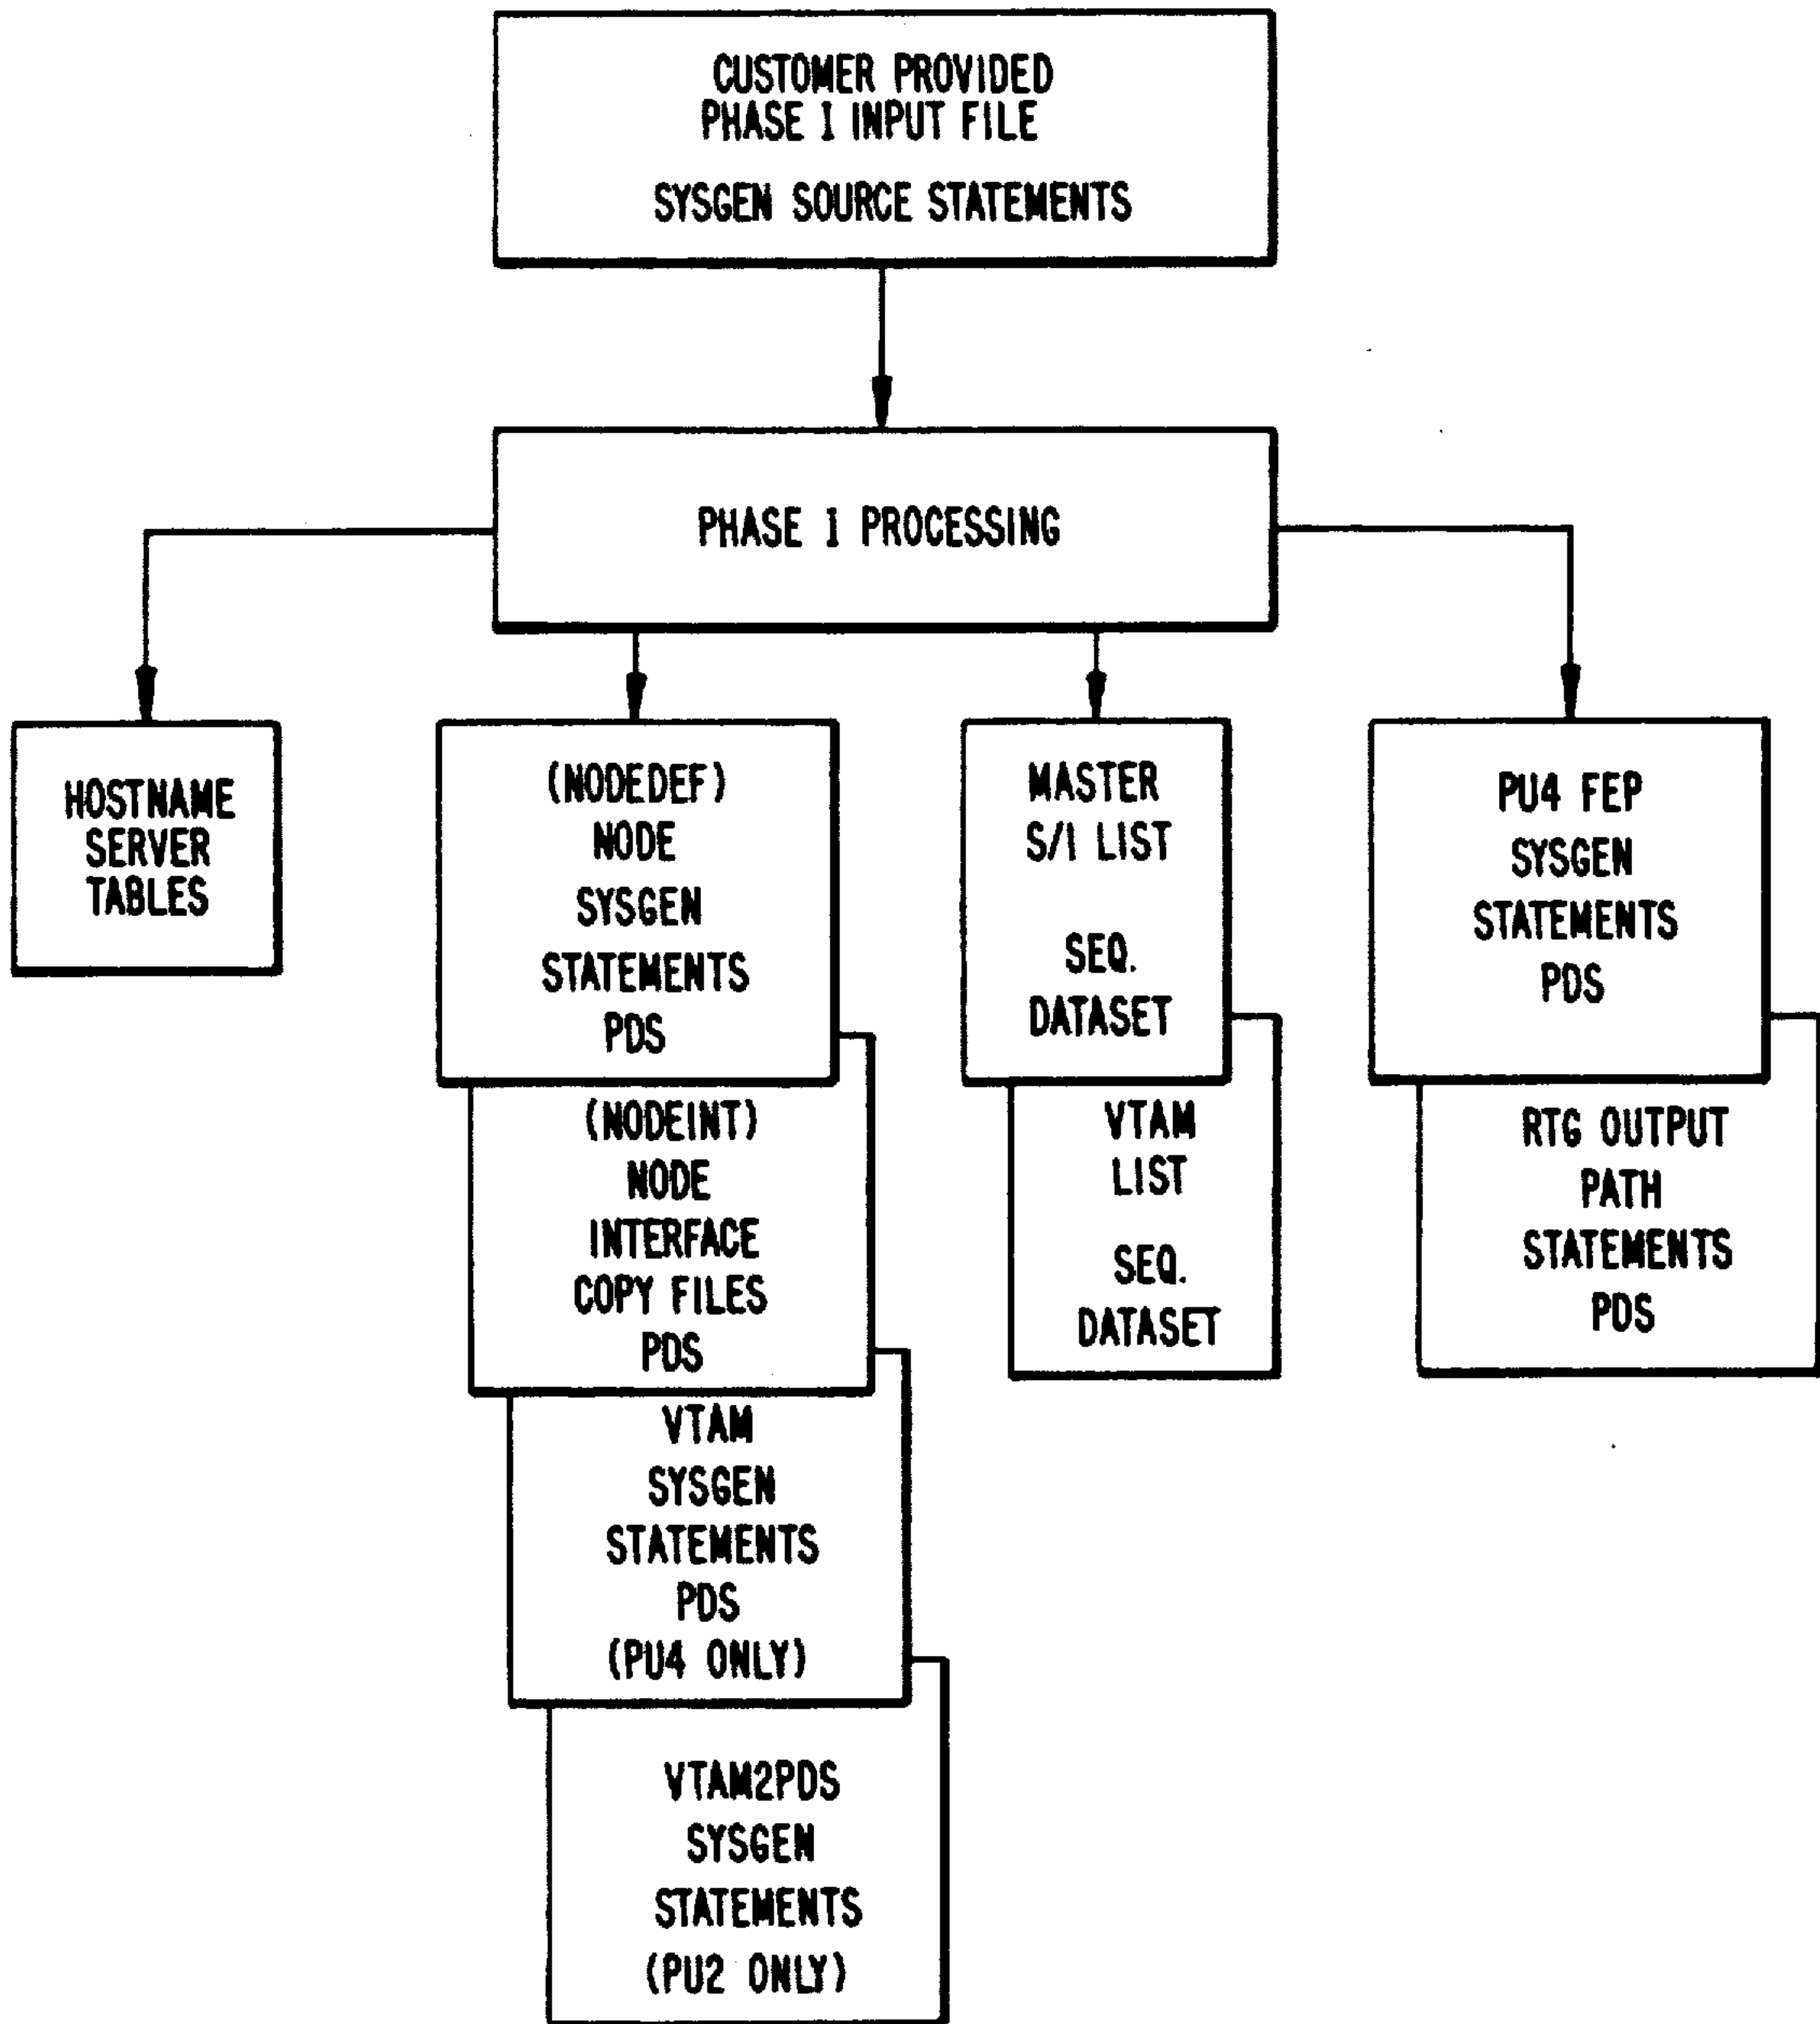 CUSTOMER PROVIDED
PHASE I INPUT FILE
SYSGEN SOURCE STATEMENTS
PHASE I PROCESSING
HOSTNAME
SERVER
TABLES
(NODEDEF)
NODE
SYSGEN
STATEMENTS
PDS
(NODEINT)
NODE
INTERFACE
COPY FILES
PDS
VTAM
SYSGEN
STATEMENTS
PDS
(PU4 ONLY)
VTAM2PDS
SYSGEN
STATEMENTS
(PU2 ONLY)
MASTER
S/I LIST
SEQ.
DATASET
VTAM
LIST
SEQ.
DATASET
PU4 FEP
SYSGEN
STATEMENTS
PDS
RTG OUTPUT
PATH
STATEMENTS
PDS